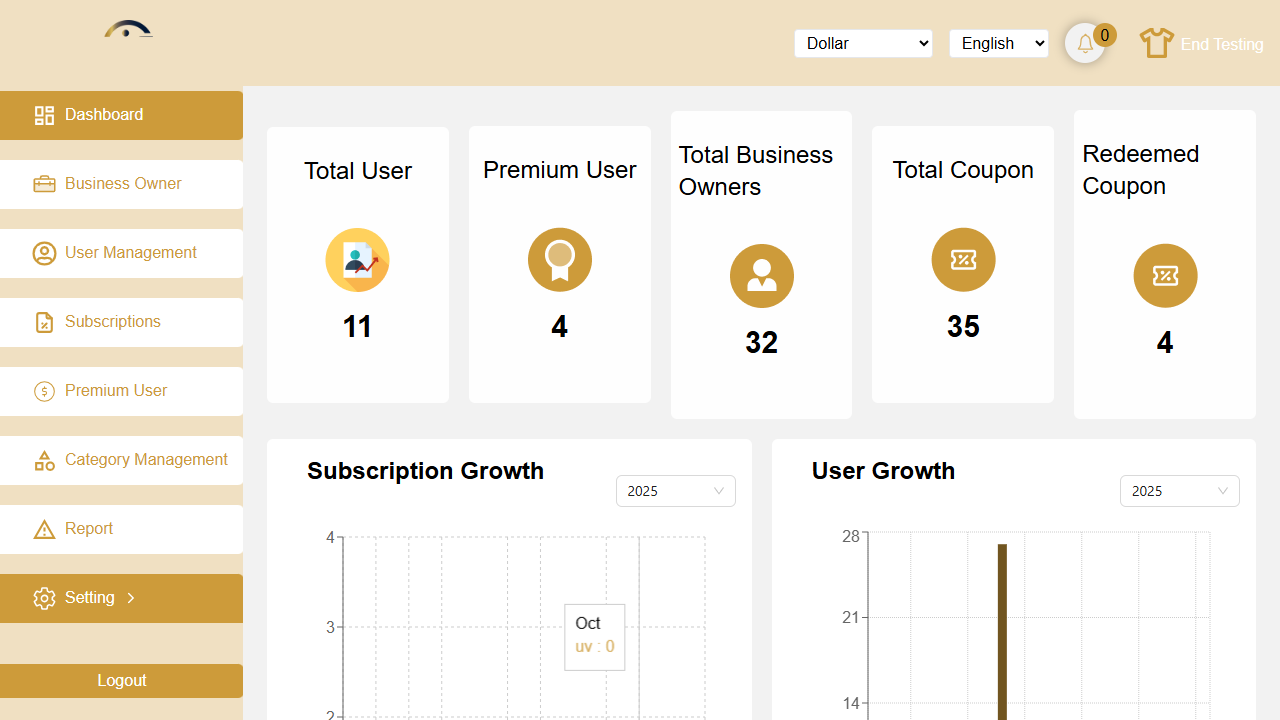 Dollar
English
0
End Testing
Dashboard
Business Owner
User Management
Subscriptions
Premium User
Category Management
Report
Setting
Logout
Total User
11
Premium User
4
Total Business
Owners
32
Total Coupon
35
Redeemed
Coupon
4
Subscription Growth
2025
4
3
2
Oct
uv : 0
User Growth
2025
28
21
14